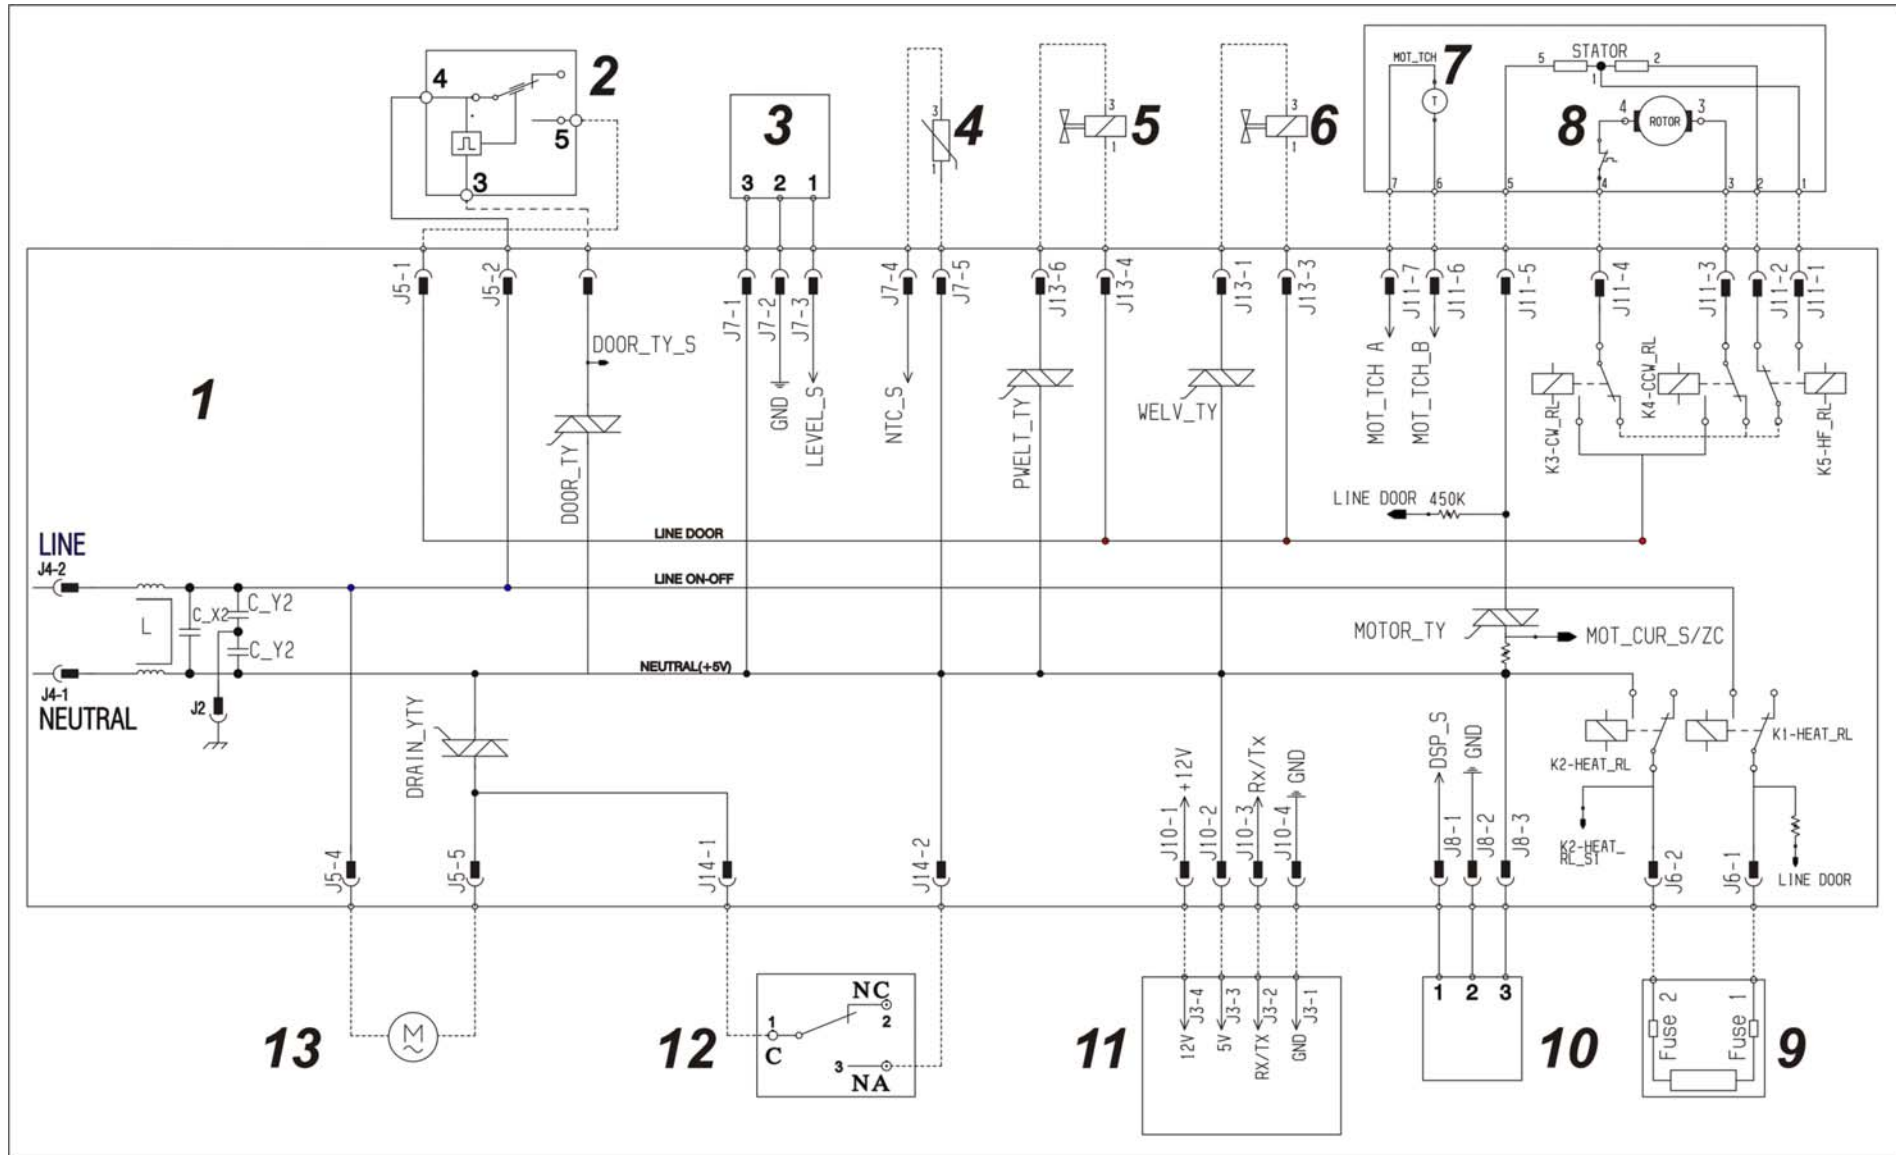 2
4
5
3
3
3 2 1
4
3
1
5
3
1
6
3
1
7
MOT_TCH
T
STATOR
5
1
2
8
4
3
ROTOR
7
6
5
4
3
2
1
1
J5-1
J5-2
J7-1
J7-2
J7-3
J7-4
J7-5
J13-6
J13-4
J13-1
J13-3
J11-7
J11-6
J11-5
J11-4
J11-3
J11-2
J11-1
DOOR_TY_S
DOOR_TY
GND
LEVEL_S
NTC_S
PWELT_TY
WELV_TY
MOT_TCH A
MOT_TCH_B
K3-CW_RL
K4-CCW_RL
K5-HF_RL
LINE DOOR 450K
LINE DOOR
LINE
J4-2
LINE ON-OFF
L
C_X2
C_Y2
C_Y2
MOTOR_TY
MOT_CUR_S/ZC
NEUTRAL(+5V)
J4-1
NEUTRAL
J2
DRAIN_YTY
+12V
Rx/Tx
GND
DSP_S
GND
K2-HEAT_RL
K1-HEAT_RL
K2-HEAT_
RL_ST
LINE DOOR
J5-4
J5-5
J14-1
J14-2
J10-1
J10-2
J10-3
J10-4
J8-1
J8-2
J8-3
J6-2
J6-1
13
M
12
NC
1
2
C
3
NA
11
J3-4
J3-3
J3-2
J3-1
12V
5V
RX/TX
GND
1 2 3
10
Fuse 2
Fuse 1
9